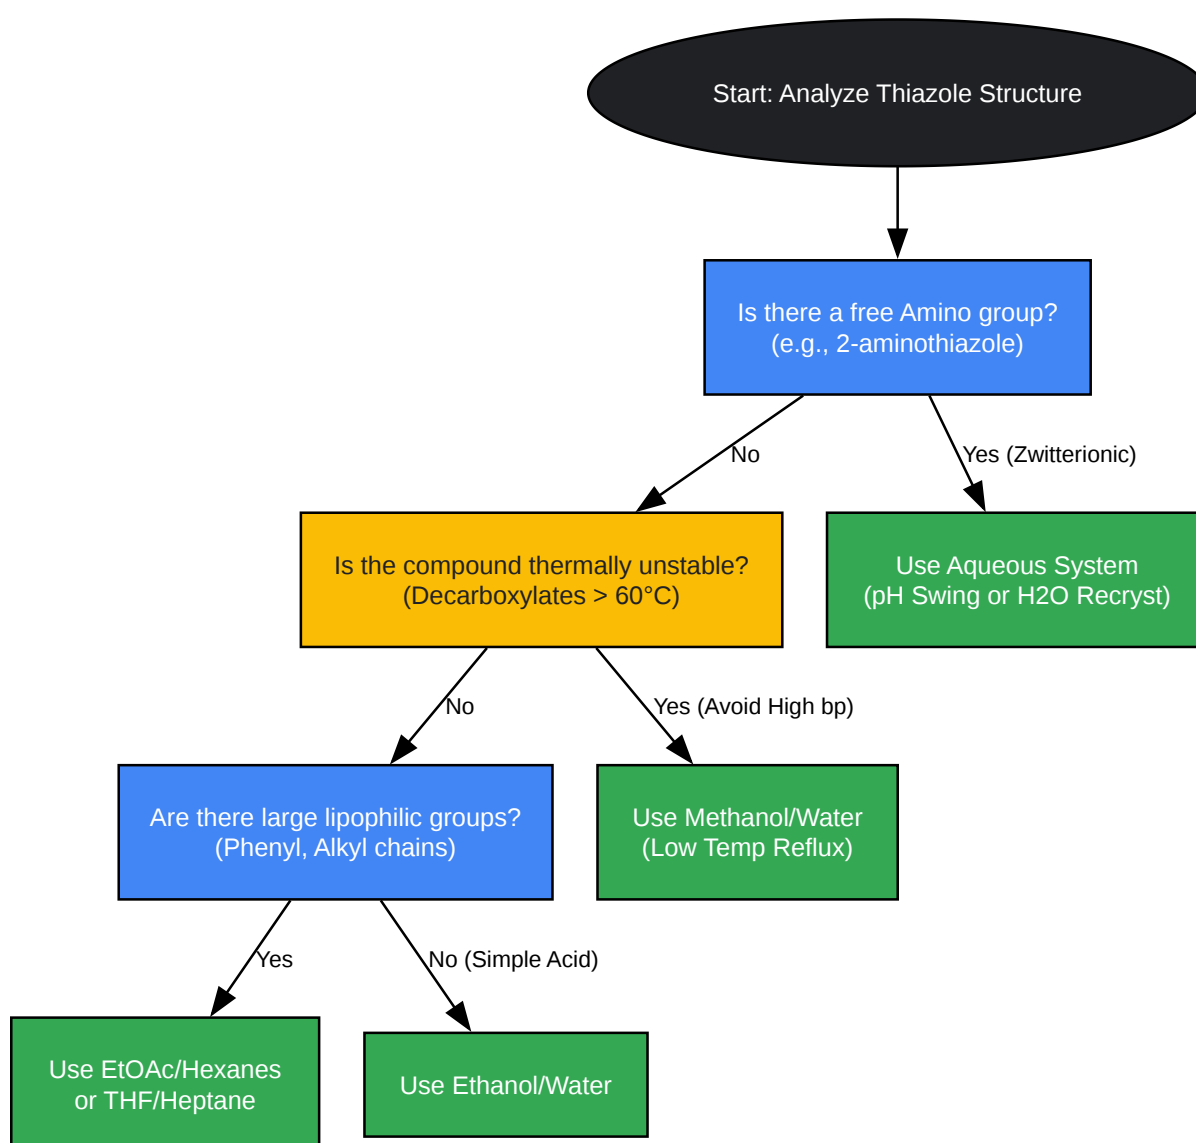 Start: Analyze Thiazole Structure
Is there a free Amino group?
(e.g., 2-aminothiazole)
No
Yes (Zwitterionic)
Is the compound thermally unstable?
(Decarboxylates > 60°C)
Use Aqueous System
(pH Swing or H2O Recryst)
No
Yes (Avoid High bp)
Are there large lipophilic groups?
(Phenyl, Alkyl chains)
Use Methanol/Water
(Low Temp Reflux)
Yes
No (Simple Acid)
Use EtOAc/Hexanes
or THF/Heptane
Use Ethanol/Water